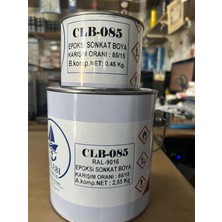 CLB-085
EPOKSİ SONKAT BOYA
KARIŞIM ORANI : 85/15
B.komp.NET : 0,45 Kg.
CLB-085
RAL-9016
EPOKSİ SONKAT BOYA
KARIŞIM ORANI : 85/15
A.komp.NET : 2,55 Kg.